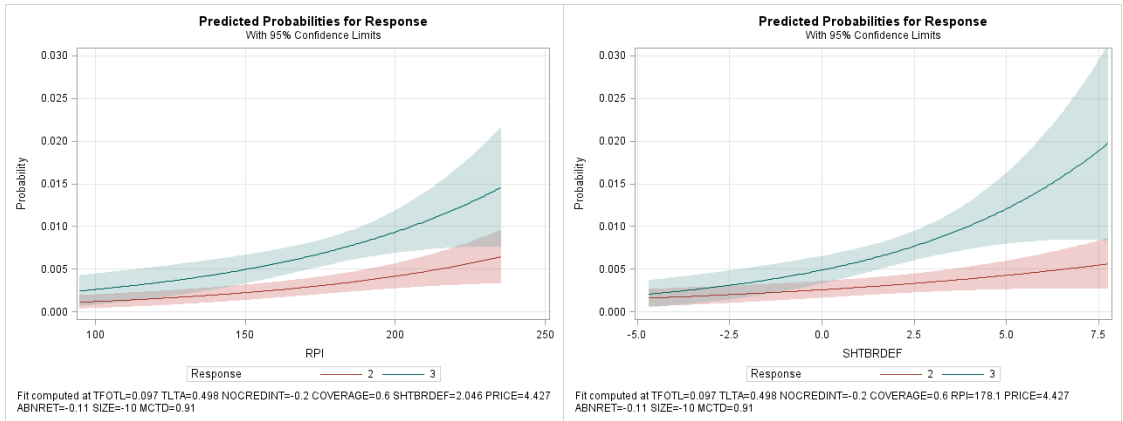 Predicted Probabilities for Response
With 95% Confidence Limits
0.030
0.025
0.020
0.015
0.010
0.005
0.000
Probability
100
150
200
250
RPI
Response 2 3
Fit computed at TFOTL=0.097 TLTA=0.498 NOCREDINT=-0.2 COVERAGE=0.6 SHTBRDEF=2.046 PRICE=4.427
ABNRET=-0.11 SIZE=-10 MCTD=0.91
Predicted Probabilities for Response
With 95% Confidence Limits
0.030
0.025
0.020
0.015
0.010
0.005
0.000
Probability
-5.0
-2.5
0.0
2.5
5.0
7.5
SHTBRDEF
Response 2 3
Fit computed at TFOTL=0.097 TLTA=0.498 NOCREDINT=-0.2 COVERAGE=0.6 RPI=178.1 PRICE=4.427
ABNRET=-0.11 SIZE=-10 MCTD=0.91